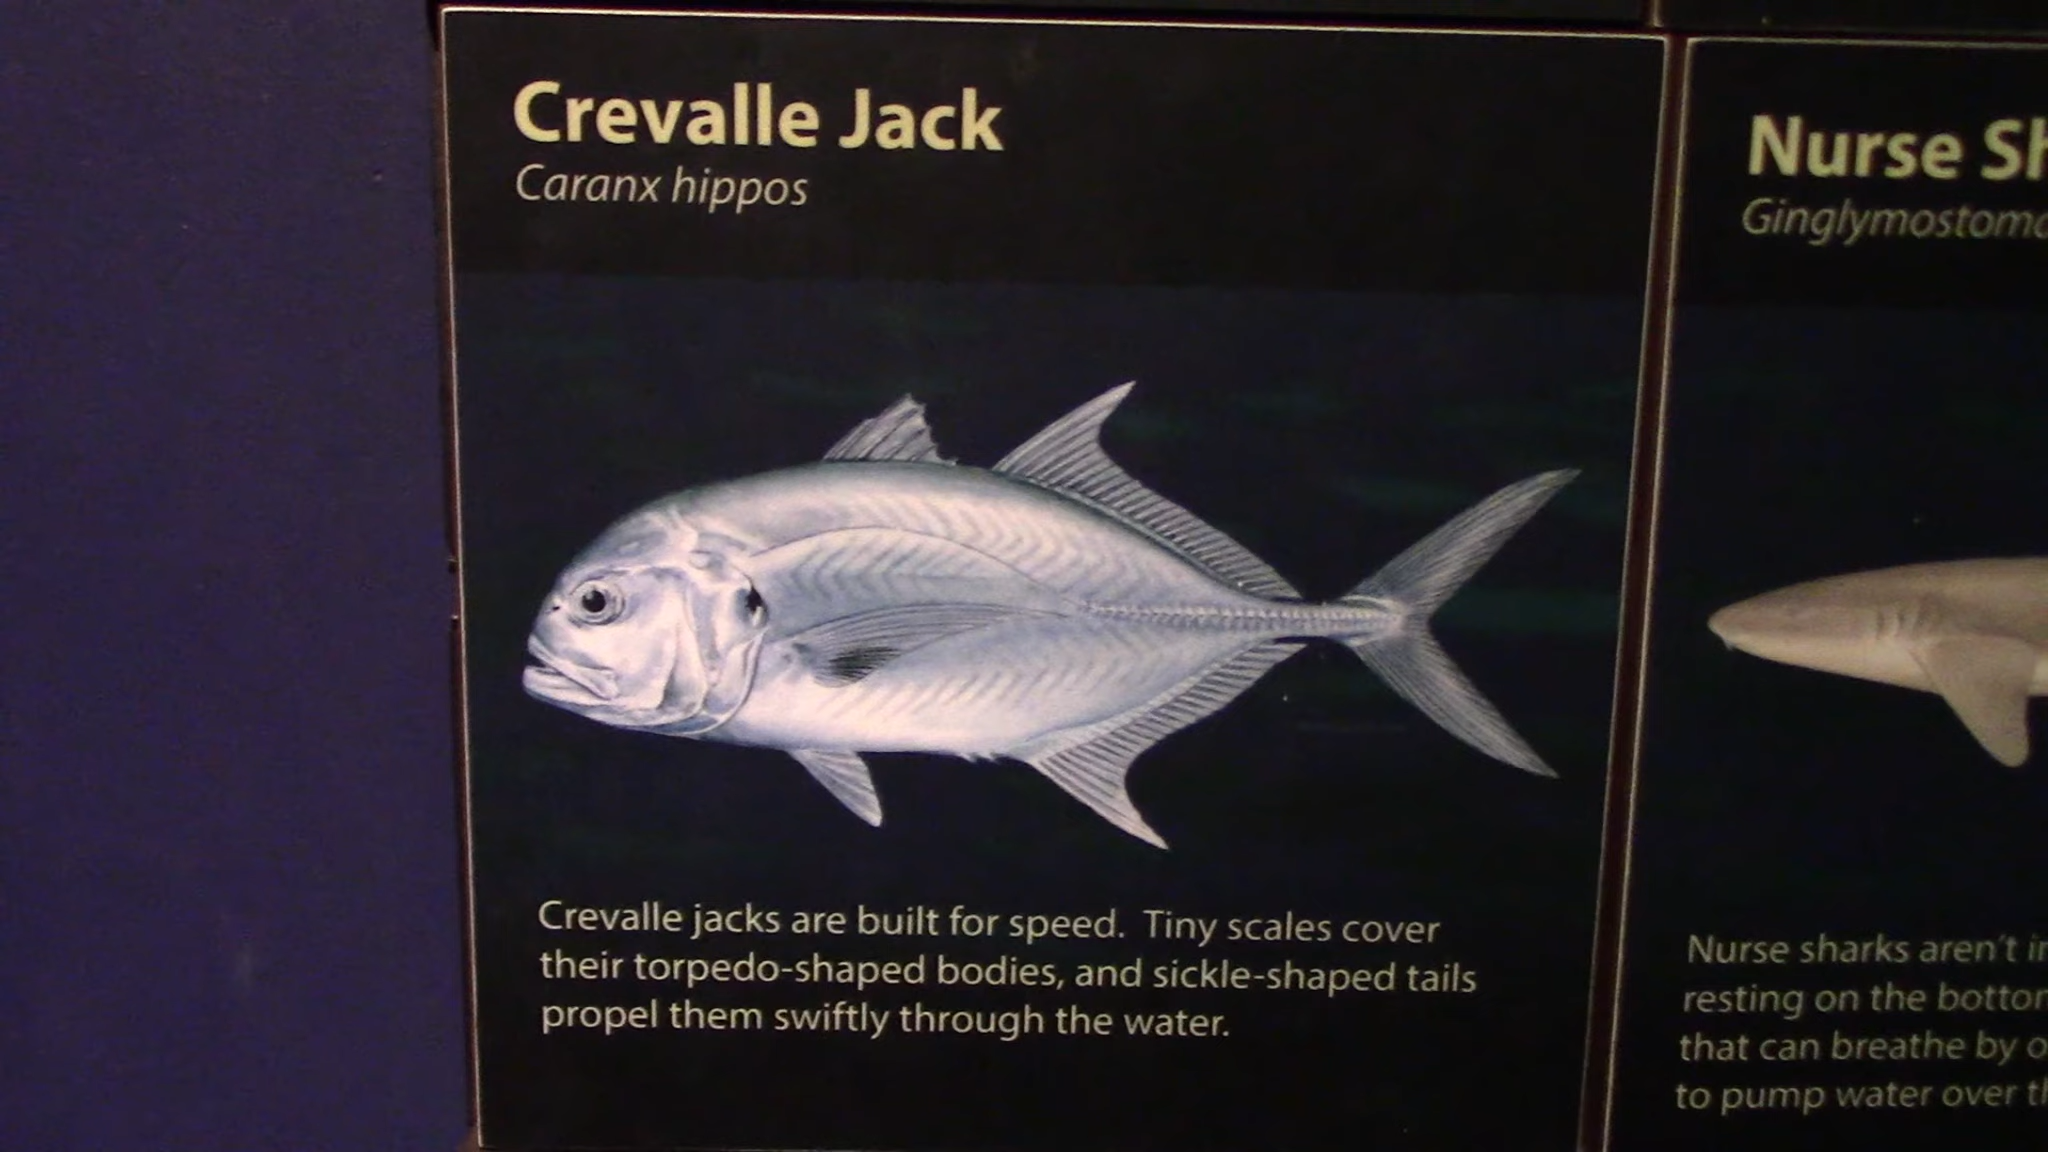 Crevalle Jack
Caranx hippos
Crevalle jacks are built for speed. Tiny scales cover
their torpedo-shaped bodies, and sickle-shaped tails
propel them swiftly through the water.
Nurse
Nurse sharks aren't
resting on the
that can breathe by
to pump water over